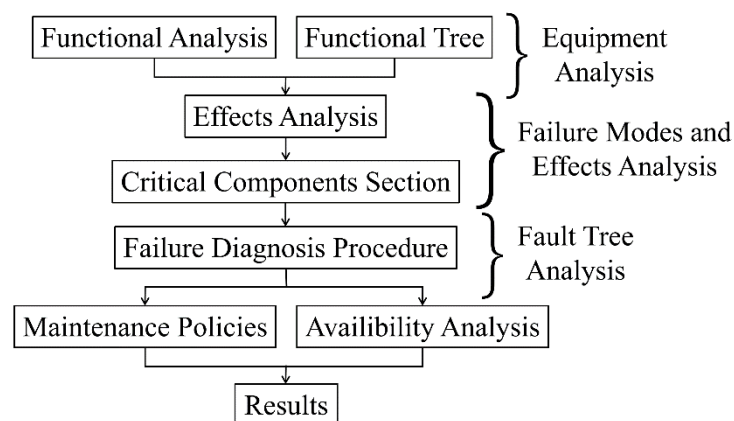 Functional Analysis
Functional Tree
Equipment
Analysis
Effects Analysis
Failure Modes and
Effects Analysis
Critical Components Section
Failure Diagnosis Procedure
Fault Tree
Analysis
Maintenance Policies
Availibility Analysis
Results